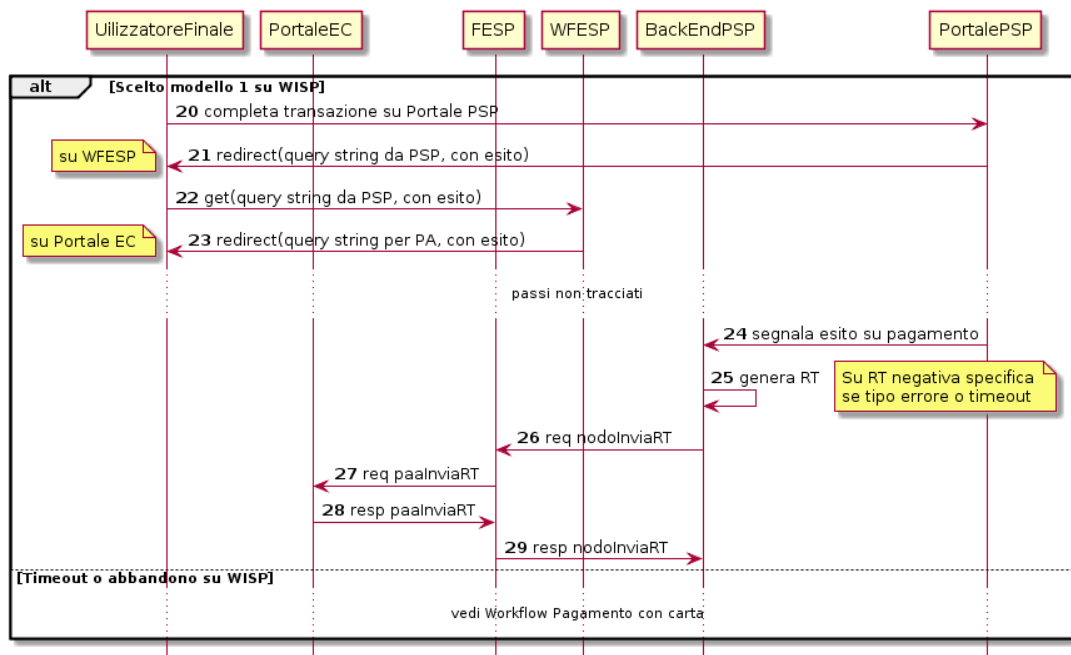 UilizzatoreFinale PortaleEC FESP WFESP BackEndPSP PortalePSP
alt [Scelto modello 1 su WISP]
20 completa transazione su Portale PSP
su WFESP 21 redirect(query string da PSP, con esito)
22 get(query string da PSP, con esito)
su Portale EC 23 redirect(query string per PA, con esito)
passi non tracciati
24 segnala esito su pagamento
25 genera RT Su RT negativa specifica
se tipo errore o timeout
26 req nodoInviaRT
27 req paaInviaRT
28 resp paaInviaRT
29 resp nodoInviaRT
[Timeout o abbandono su WISP]
vedi Workflow Pagamento con carta